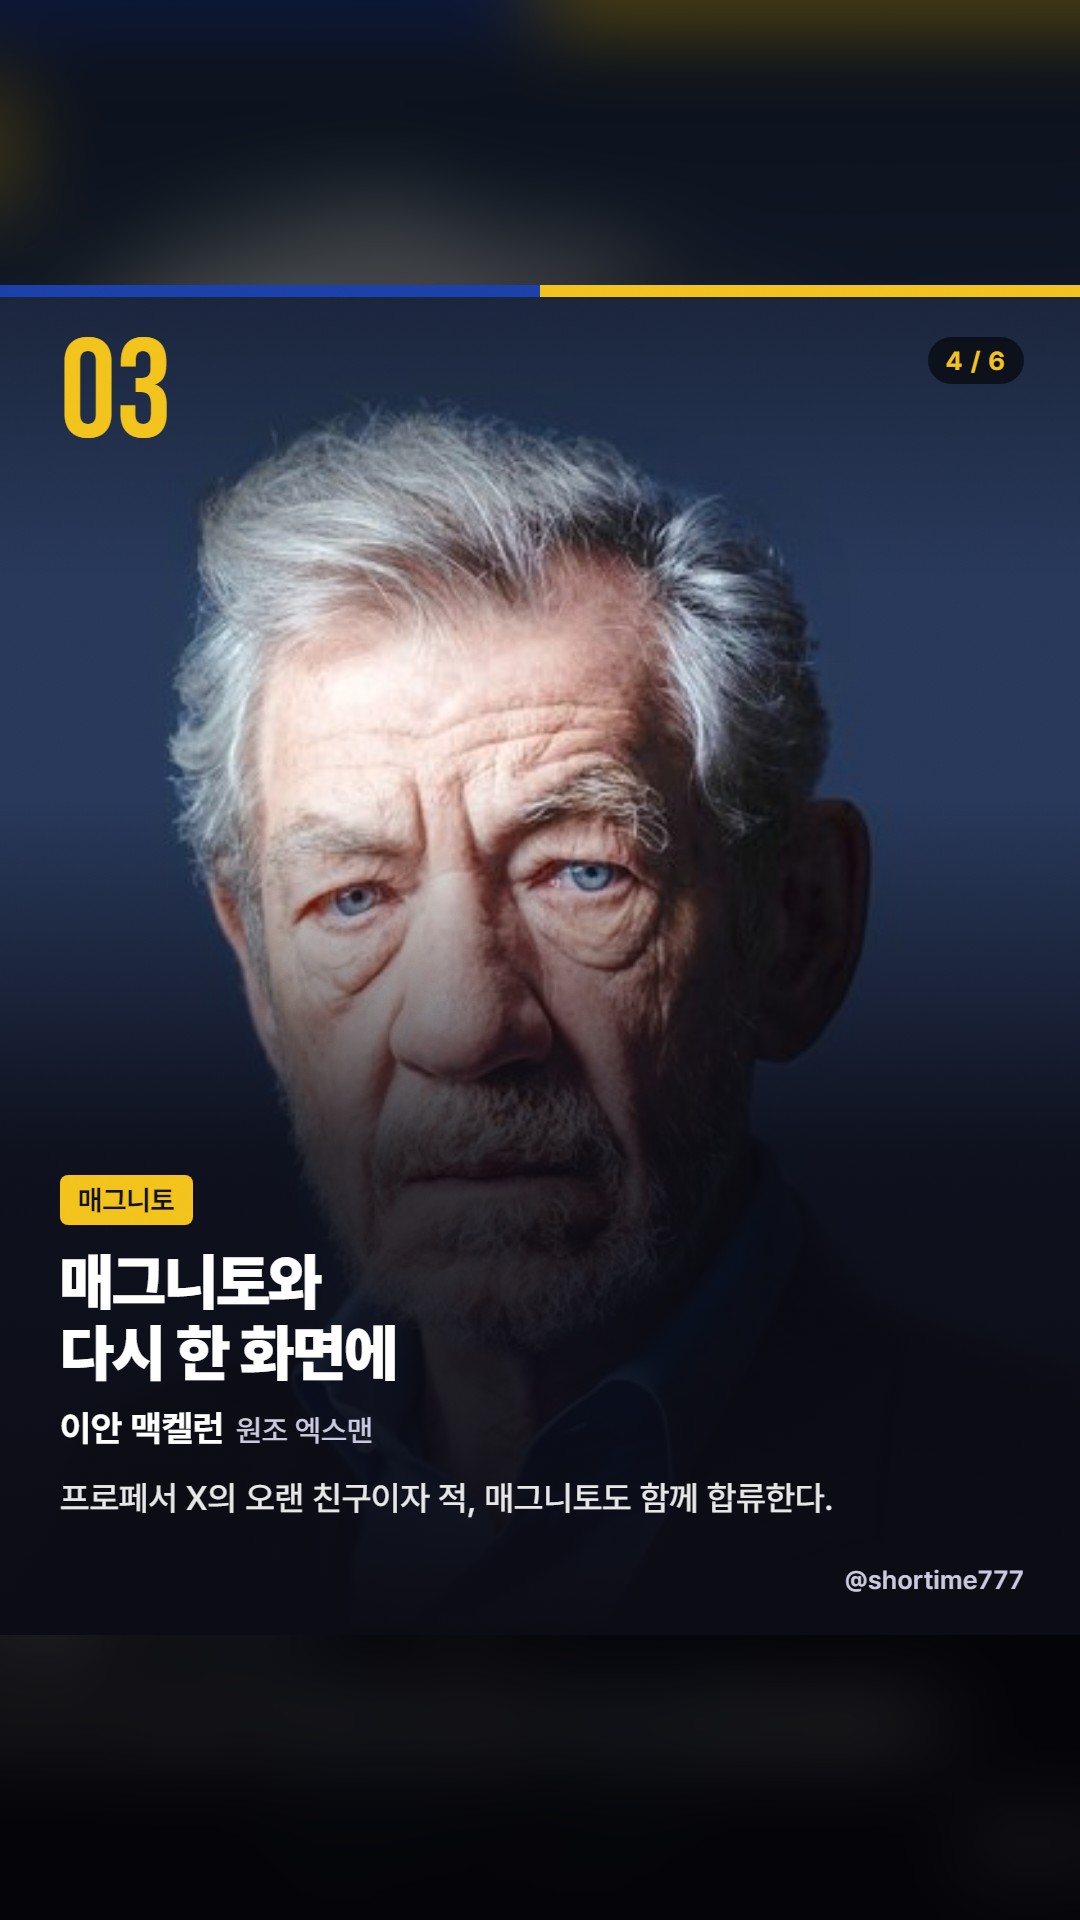 03
4 / 6
매그니토
매그니토와
다시 한 화면에
이안 맥켈런 원조 엑스맨
프로페서 X의 오랜 친구이자 적, 매그니토도 함께 합류한다.
@shortime777